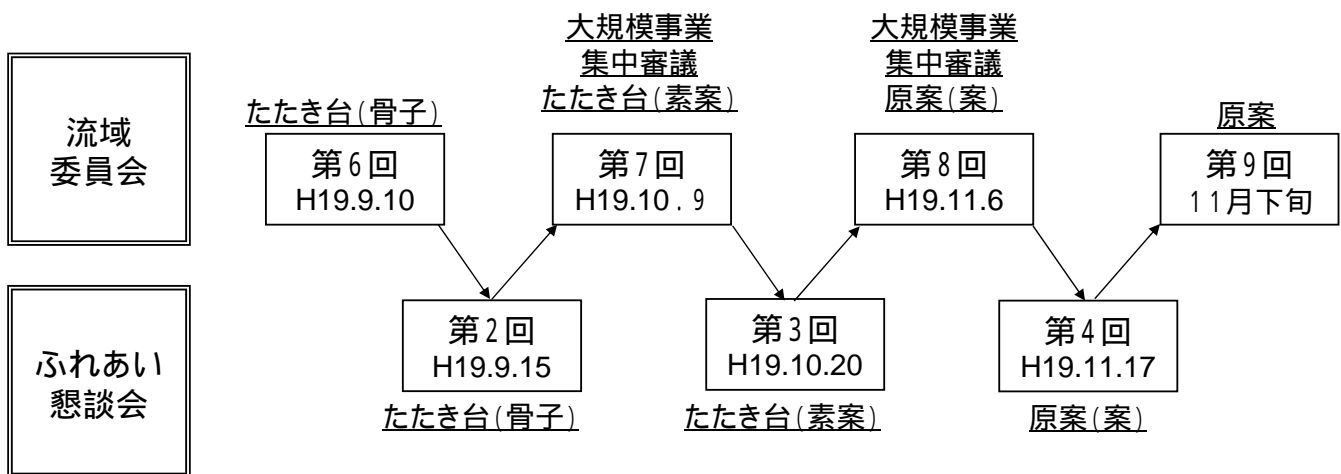 大規模事業
集中審議
たたき台(素案)
大規模事業
集中審議
原案(案)
たたき台(骨子)
原案
流域
委員会
第6回
H19.9.10
第7回
H19.10.9
第8回
H19.11.6
第9回
11月下旬
ふれあい
懇談会
第2回
H19.9.15
第3回
H19.10.20
第4回
H19.11.17
たたき台(骨子)
たたき台(素案)
原案(案)